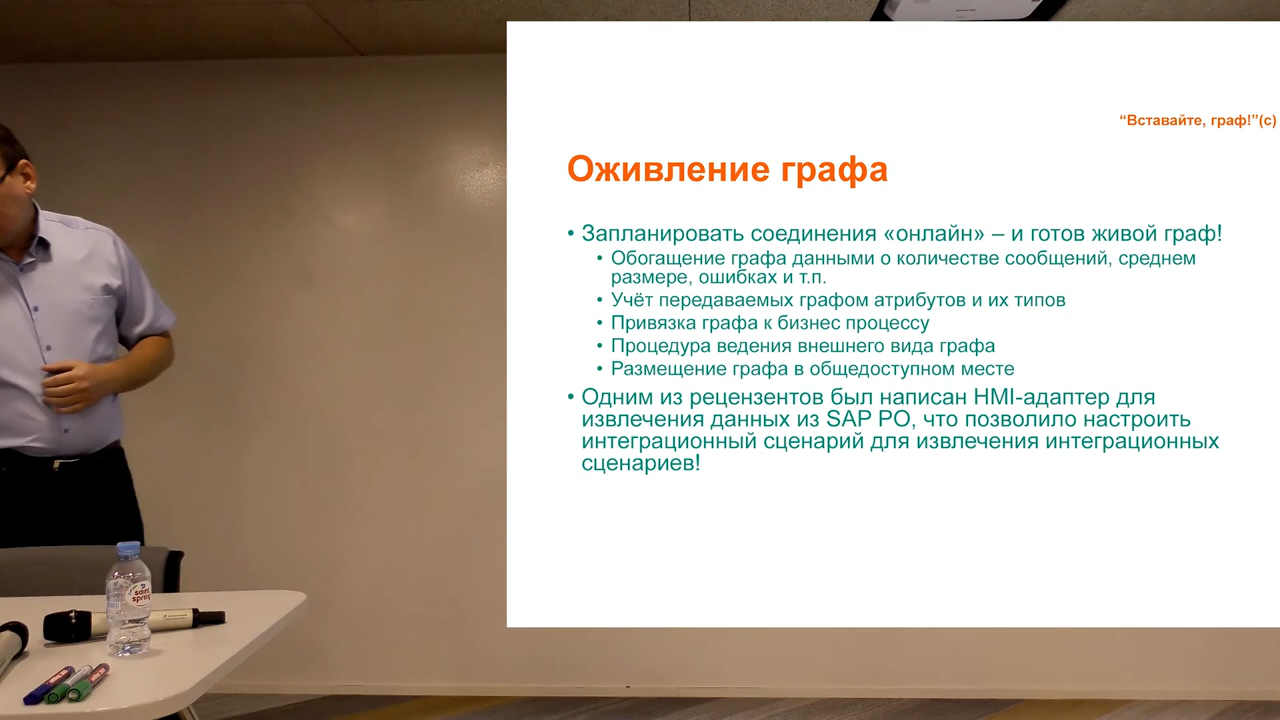 “Вставайте, граф!”(с)
Оживление графа
• Запланировать соединения «онлайн» – и готов живой граф!
• Обогащение графа данными о количестве сообщений, среднем
размере, ошибках и т.п.
• Учёт передаваемых графом атрибутов и их типов
• Привязка графа к бизнес процессу
• Процедура ведения внешнего вида графа
• Размещение графа в общедоступном месте
• Одним из рецензентов был написан HMI-адаптер для
извлечения данных из SAP PO, что позволило настроить
интеграционный сценарий для извлечения интеграционных
сценариев!
saint
spring